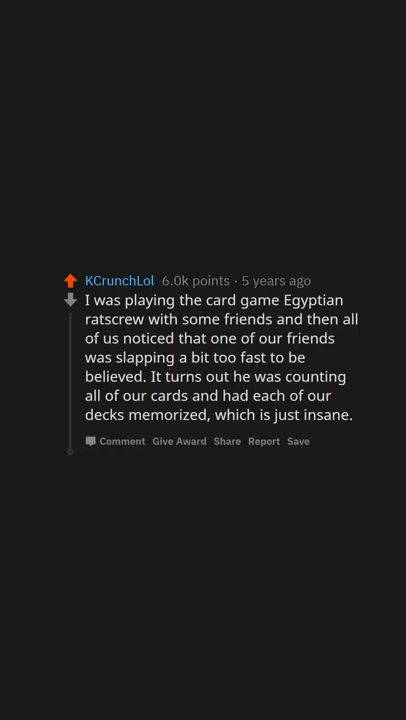 KCrunchLol 6.0k points · 5 years ago
I was playing the card game Egyptian
ratscrew with some friends and then all
of us noticed that one of our friends
was slapping a bit too fast to be
believed. It turns out he was counting
all of our cards and had each of our
decks memorized, which is just insane.
Comment Give Award Share Report Save